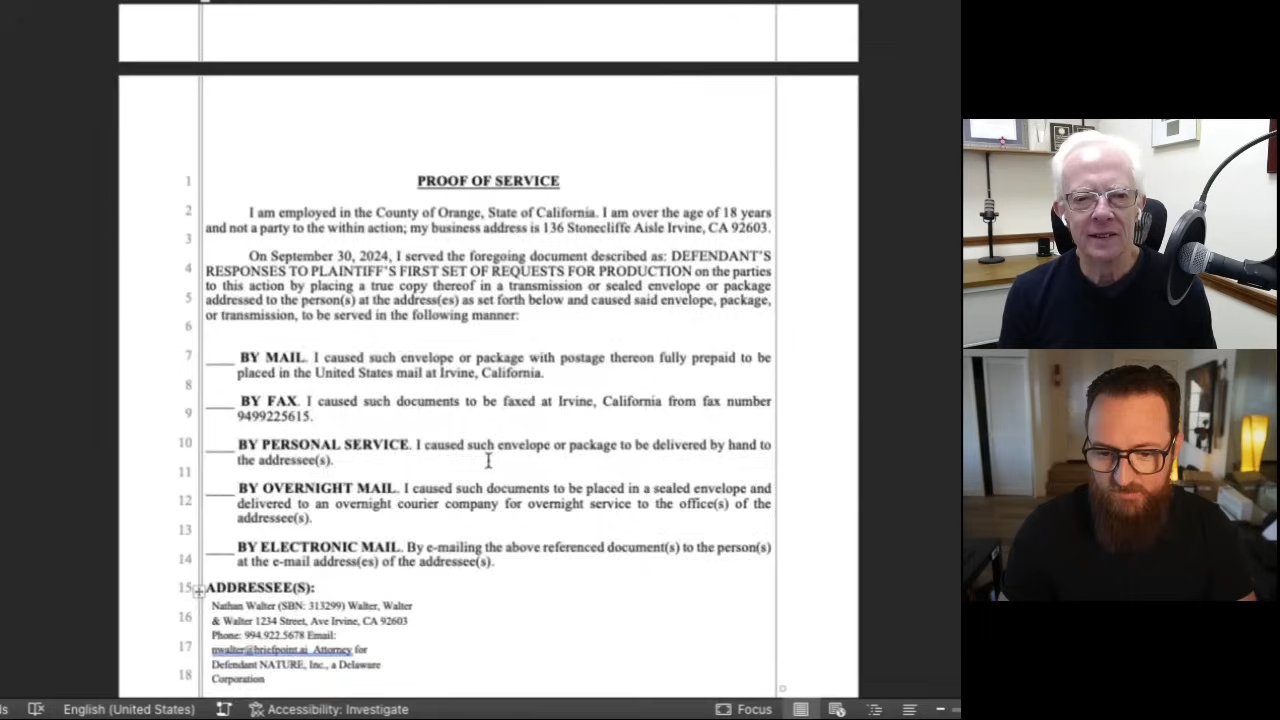 PROOF OF SERVICE
1
2
3
4
5
6
7
8
9
10
11
12
13
14
15
16
17
18
I am employed in the County of Orange, State of California. I am over the age of 18 years
and not a party to the within action; my business address is 136 Stonecliffe Aisle Irvine, CA 92603.
On September 30, 2024, I served the foregoing document described as: DEFENDANT'S
RESPONSES TO PLAINTIFF'S FIRST SET OF REQUESTS FOR PRODUCTION on the parties
to this action by placing a true copy thereof in a transmission or sealed envelope or package
addressed to the person(s) at the address(es) as set forth below and caused said envelope, package,
or transmission, to be served in the following manner:
_____ BY MAIL. I caused such envelope or package with postage thereon fully prepaid to be
placed in the United States mail at Irvine, California.
_____ BY FAX. I caused such documents to be faxed at Irvine, California from fax number
9499225615.
_____ BY PERSONAL SERVICE. I caused such envelope or package to be delivered by hand to
the addressee(s).
_____ BY OVERNIGHT MAIL. I caused such documents to be placed in a sealed envelope and
delivered to an overnight courier company for overnight service to the office(s) of the
addressee(s).
_____ BY ELECTRONIC MAIL. By e-mailing the above referenced document(s) to the person(s)
at the e-mail address(es) of the addressee(s).
ADDRESSEE(S):
Nathan Walter (SBN: 313299) Walter, Walter
& Walter 1234 Street, Ave Irvine, CA 92603
Phone: 994.922.5678 Email:
nwalter@briefpoint.ai Attorney for
Defendant NATURE, Inc., a Delaware
Corporation
English (United States)
Accessibility: Investigate
Focus